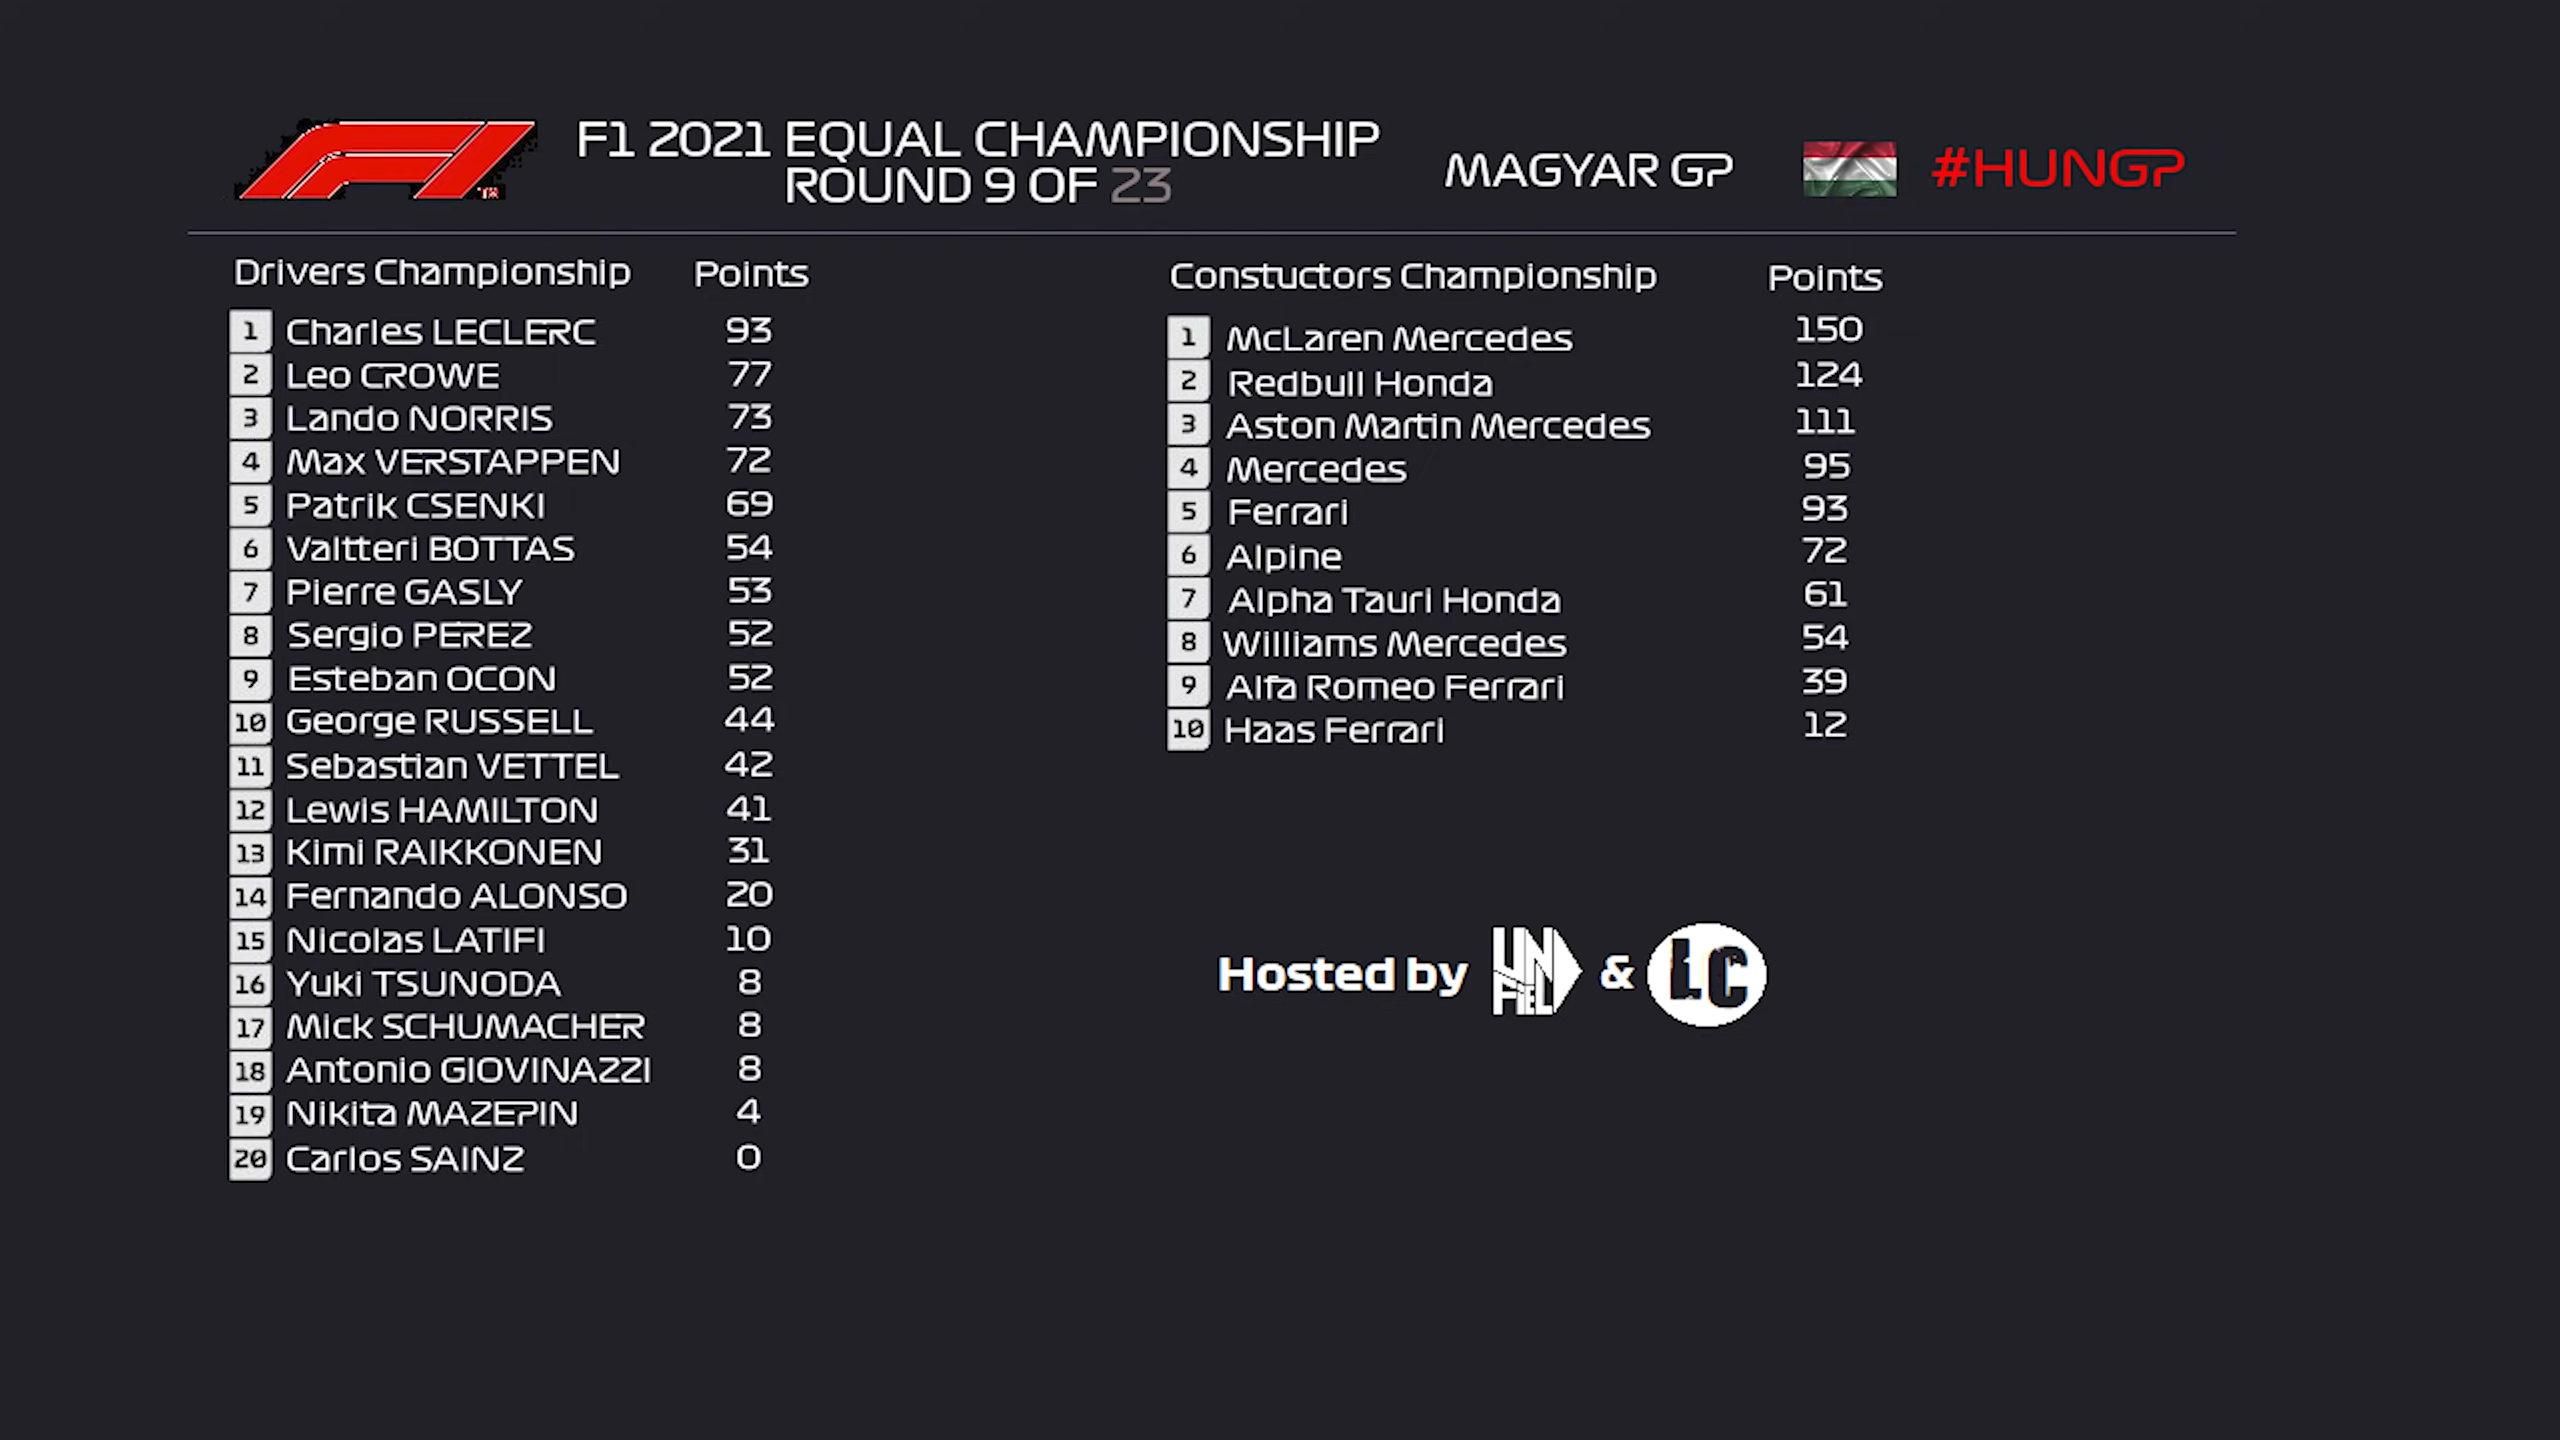 F1 2021 EQUAL CHAMPIONSHIP
ROUND 9 OF 23
MAGYAR GP
#HUNGP
Drivers Championship Points
1 Charles LECLERC 93
2 Leo CROWE 77
3 Lando NORRIS 73
4 Max VERSTAPPEN 72
5 Patrik CSENKI 69
6 Valtteri BOTTAS 54
7 Pierre GASLY 53
8 Sergio PEREZ 52
9 Esteban OCON 52
10 George RUSSELL 44
11 Sebastian VETTEL 42
12 Lewis HAMILTON 41
13 Kimi RAIKKONEN 31
14 Fernando ALONSO 20
15 Nicolas LATIFI 10
16 Yuki TSUNODA 8
17 Mick SCHUMACHER 8
18 Antonio GIOVINAZZI 8
19 Nikita MAZEPIN 4
20 Carlos SAINZ 0
Constuctors Championship Points
1 McLaren Mercedes 150
2 Redbull Honda 124
3 Aston Martin Mercedes 111
4 Mercedes 95
5 Ferrari 93
6 Alpine 72
7 Alpha Tauri Honda 61
8 Williams Mercedes 54
9 Alfa Romeo Ferrari 39
10 Haas Ferrari 12
Hosted by & LC